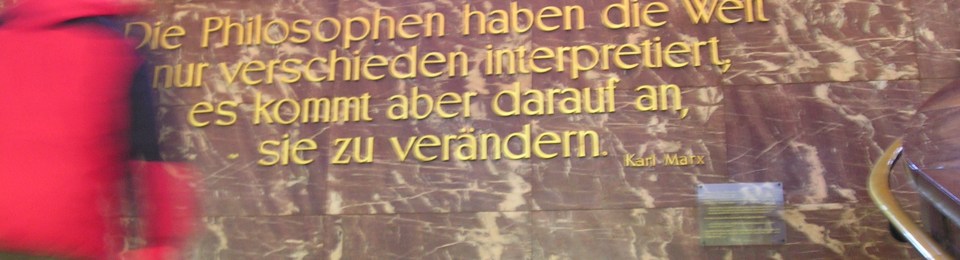 Die Philosophen haben die Welt
nur verschieden interpretiert,
es kommt aber darauf an,
sie zu verändern.
Karl Marx